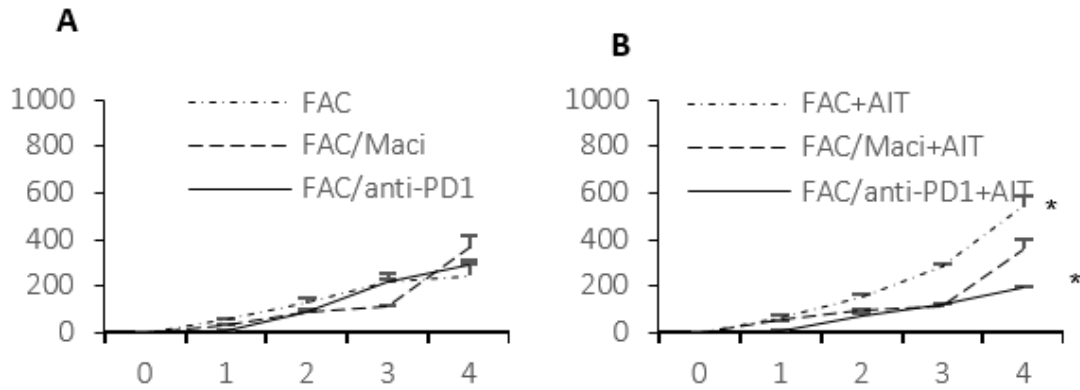 A
1000
800
600
400
200
0
FAC
FAC/Maci
FAC/anti-PD1
0 1 2 3 4
B
1000
800
600
400
200
0
FAC+AIT
FAC/Maci+AIT
FAC/anti-PD1+AIT
*
*
0 1 2 3 4